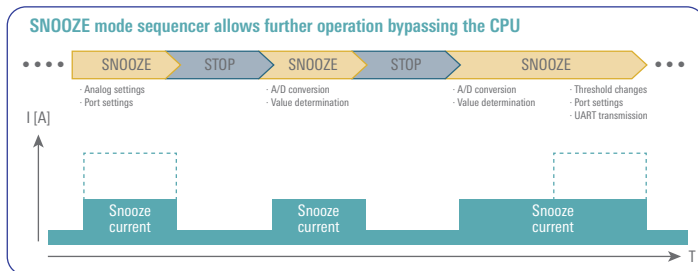 SNOOZE mode sequencer allows further operation bypassing the CPU
SNOOZE STOP SNOOZE STOP SNOOZE
· Analog settings
· Port settings
· A/D conversion
· Value determination
· A/D conversion
· Value determination
· Threshold changes
· Port settings
· UART transmission
I [A]
Snooze
current
Snooze
current
Snooze
current
T